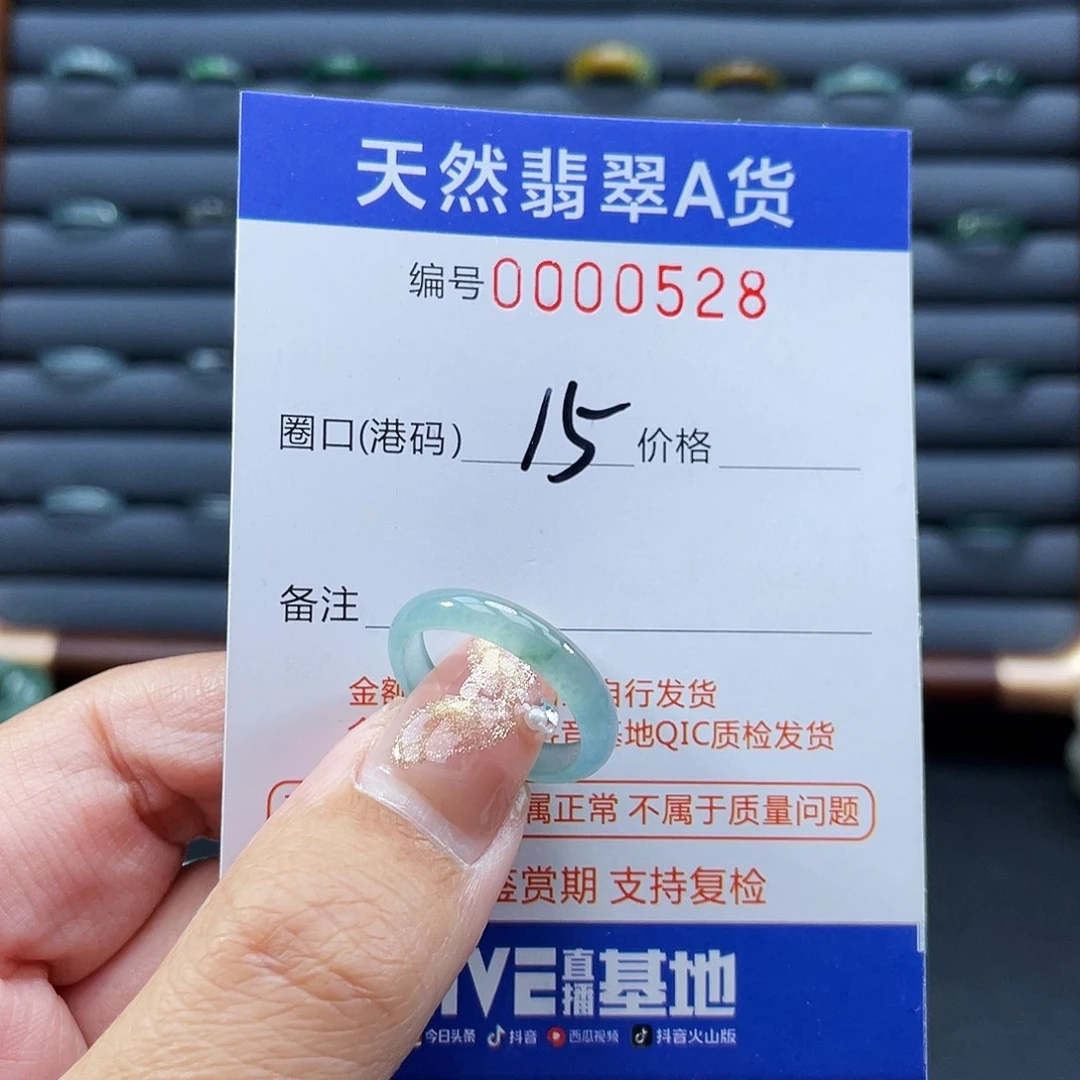 天然翡翠A货
编号0000528
圈口(港码) 15 价格
备注
金额 自行发货
基地QIC质检发货
属正常 不属于质量问题
鉴赏期 支持复检
直播基地
今日头条 抖音 西瓜视频 抖音火山版